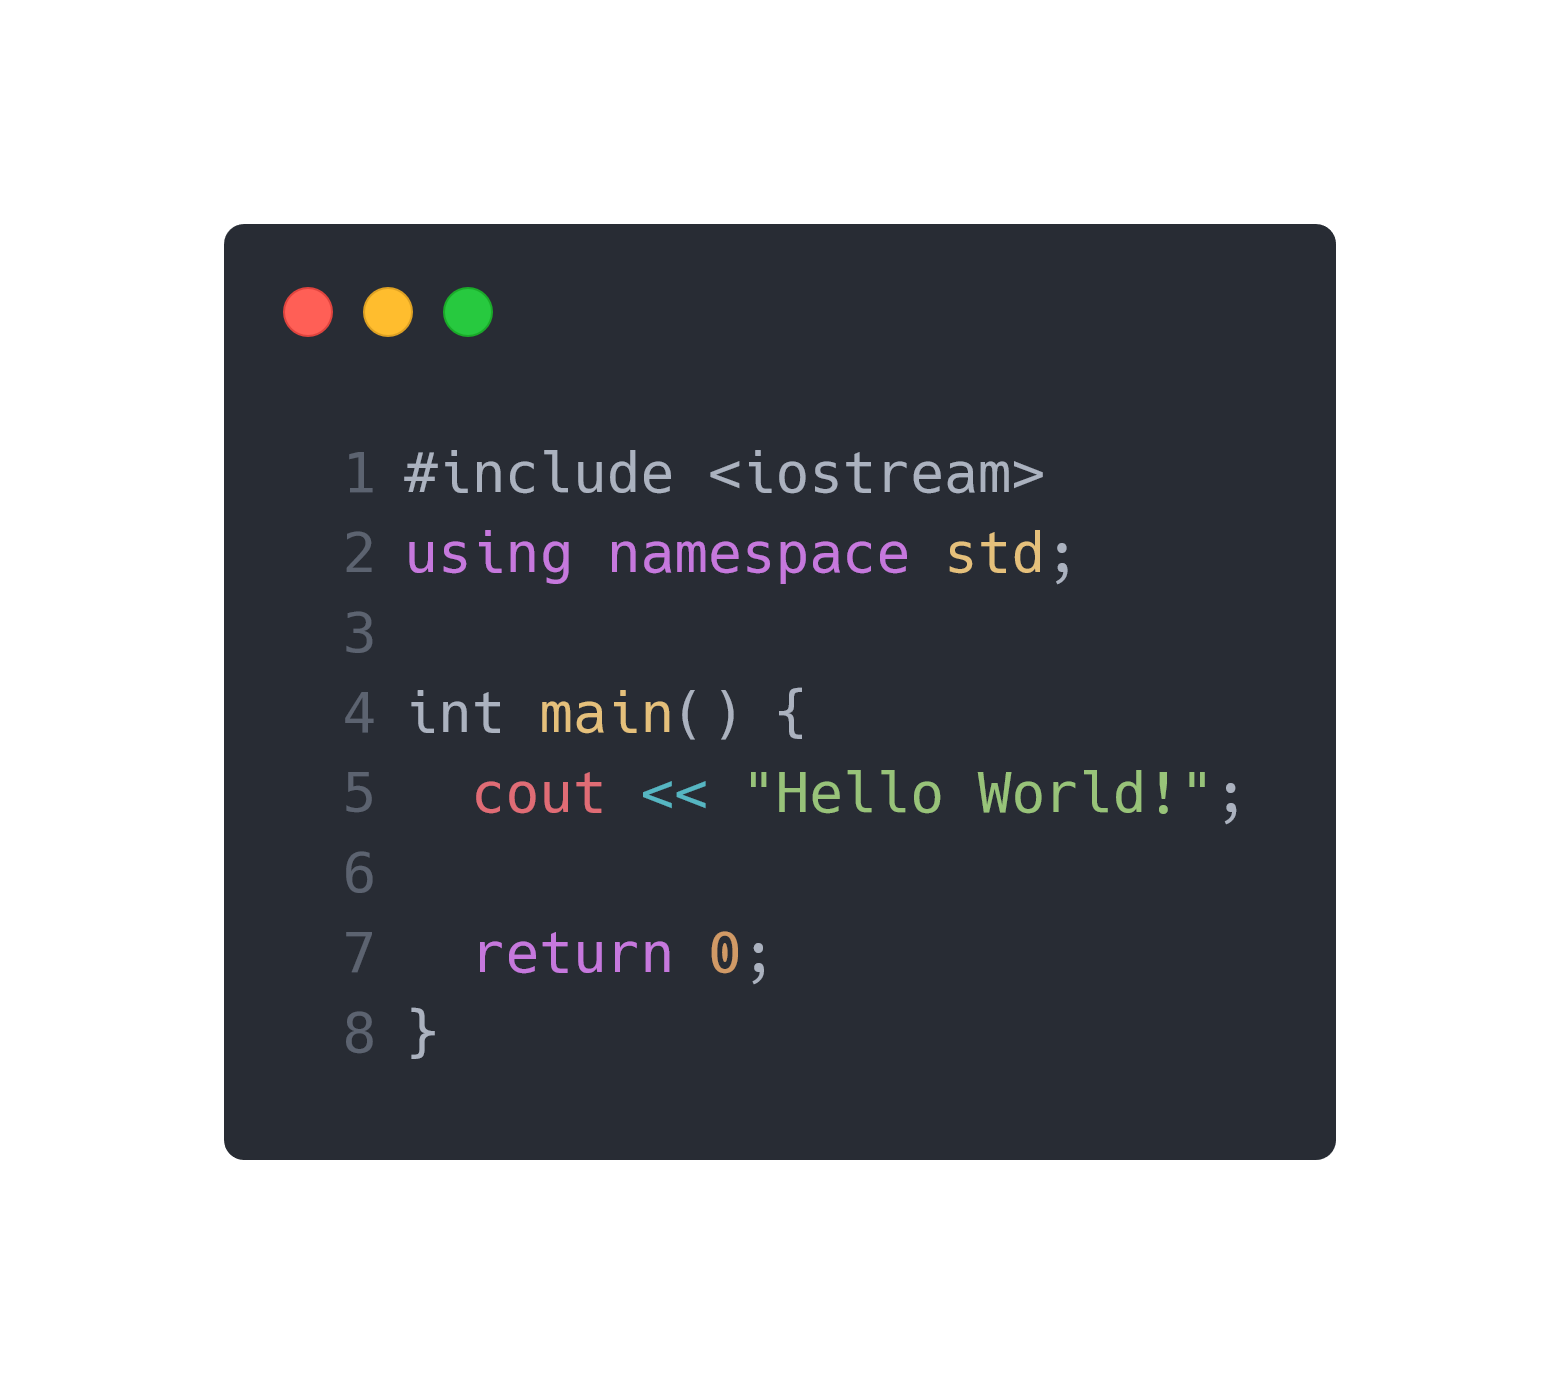 1 #include <iostream>
2 using namespace std;
3
4 int main() {
5   cout << "Hello World!";
6
7   return 0;
8 }